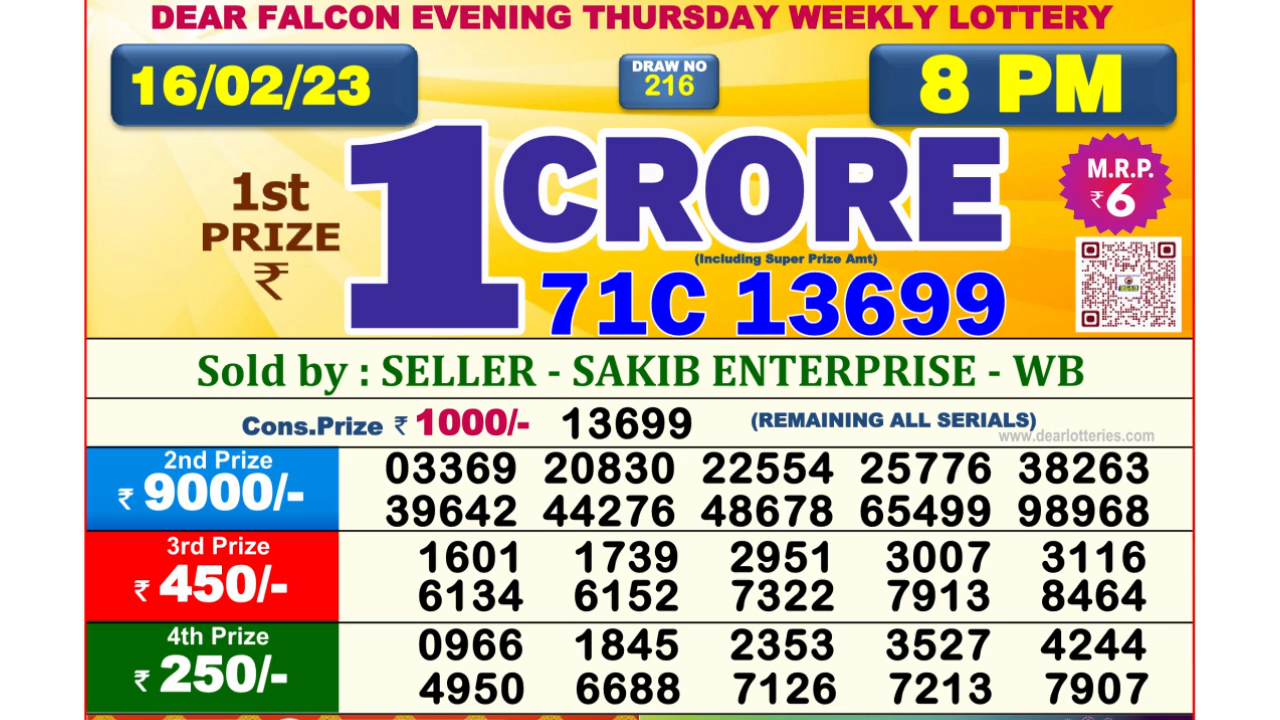 DEAR FALCON EVENING THURSDAY WEEKLY LOTTERY
16/02/23
DRAW NO
216
8 PM
1st
PRIZE
₹
1 CRORE
(Including Super Prize Amt)
71C 13699
M.R.P.
₹ 6
Sold by : SELLER - SAKIB ENTERPRISE - WB
Cons.Prize ₹ 1000/- 13699 (REMAINING ALL SERIALS)
www.dearlotteries.com
2nd Prize
₹ 9000/-
03369 20830 22554 25776 38263
39642 44276 48678 65499 98968
3rd Prize
₹ 450/-
1601 1739 2951 3007 3116
6134 6152 7322 7913 8464
4th Prize
₹ 250/-
0966 1845 2353 3527 4244
4950 6688 7126 7213 7907